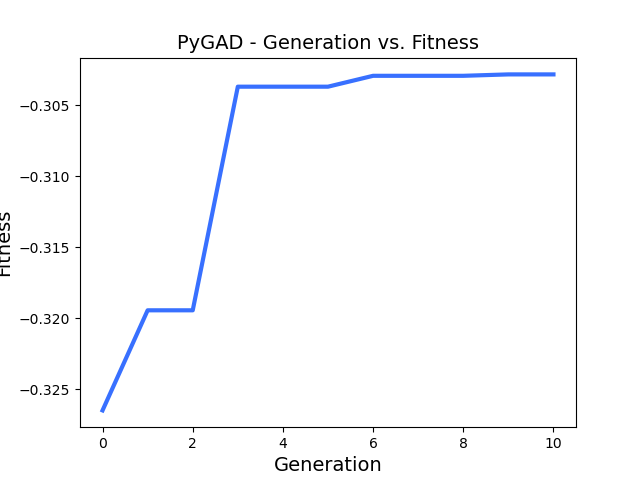 PyGAD - Generation vs. Fitness
−0.305
−0.310
−0.315
−0.320
−0.325
Fitness
0 2 4 6 8 10
Generation